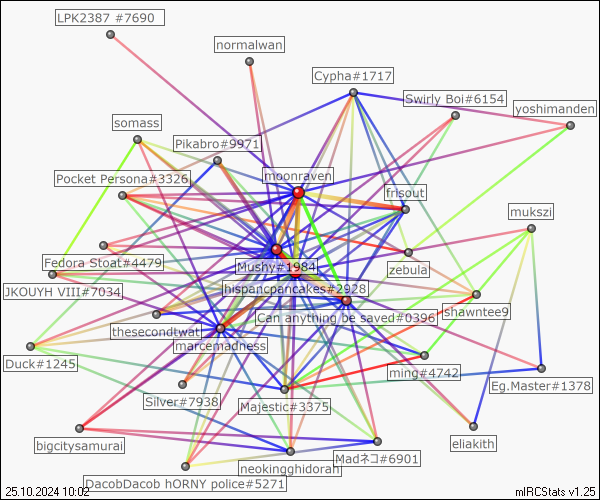 LPK2387 #7690
normalwan
Cypha#1717
Swirly Boi#6154
yoshimanden
somass
Pikabro#9971
moonraven
Pocket Persona#3326
frisout
mukszi
Fedora Stoat#4479
Mushy#1984
zebula
JKOUYH VIII#7034
hispancpancakes#2928
Can anything be saved#0396
shawntee9
thesecondtwat
marcemadness
Duck#1245
ming#4742
Eg.Master#1378
Silver#7938
Majestic#3375
bigcitysamurai
eliakith
Madネコ#6901
neokingghidorah
DacobDacob hORNY police#5271
25.10.2024 10:02
mIRCStats v1.25